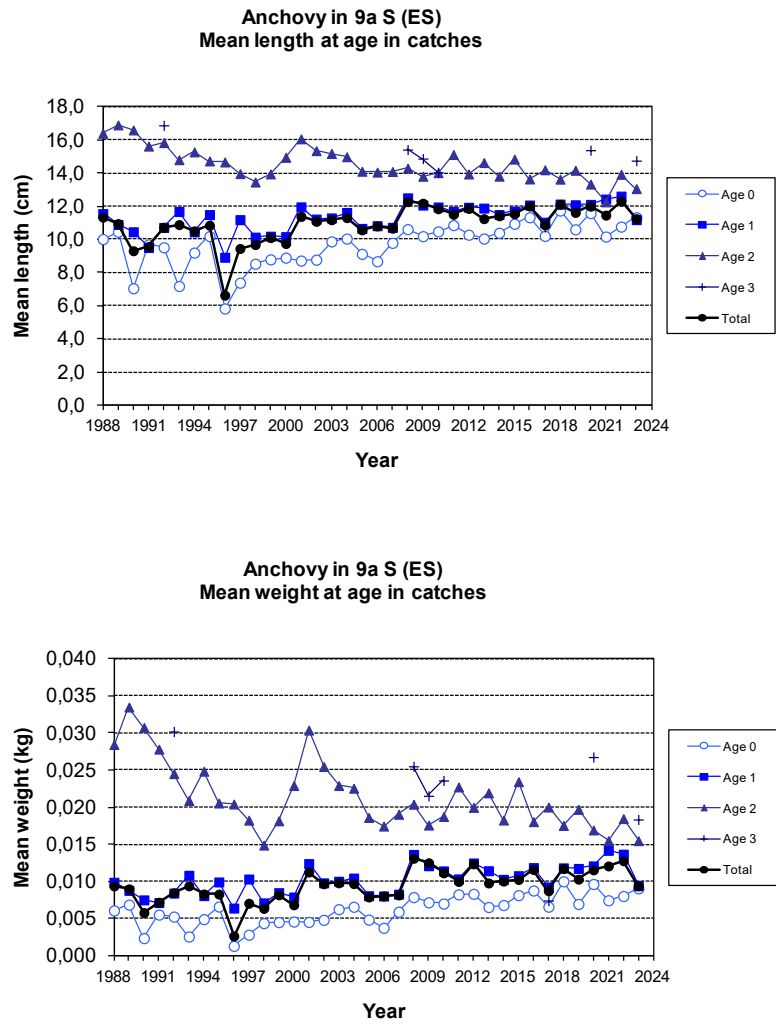 Anchovy in 9a S (ES)
Mean length at age in catches
Mean length (cm)
18,0
16,0
14,0
12,0
10,0
8,0
6,0
4,0
2,0
0,0
1988 1991 1994 1997 2000 2003 2006 2009 2012 2015 2018 2021 2024
Year
Age 0
Age 1
Age 2
Age 3
Total
Anchovy in 9a S (ES)
Mean weight at age in catches
Mean weight (kg)
0,040
0,035
0,030
0,025
0,020
0,015
0,010
0,005
0,000
1988 1991 1994 1997 2000 2003 2006 2009 2012 2015 2018 2021 2024
Year
Age 0
Age 1
Age 2
Age 3
Total